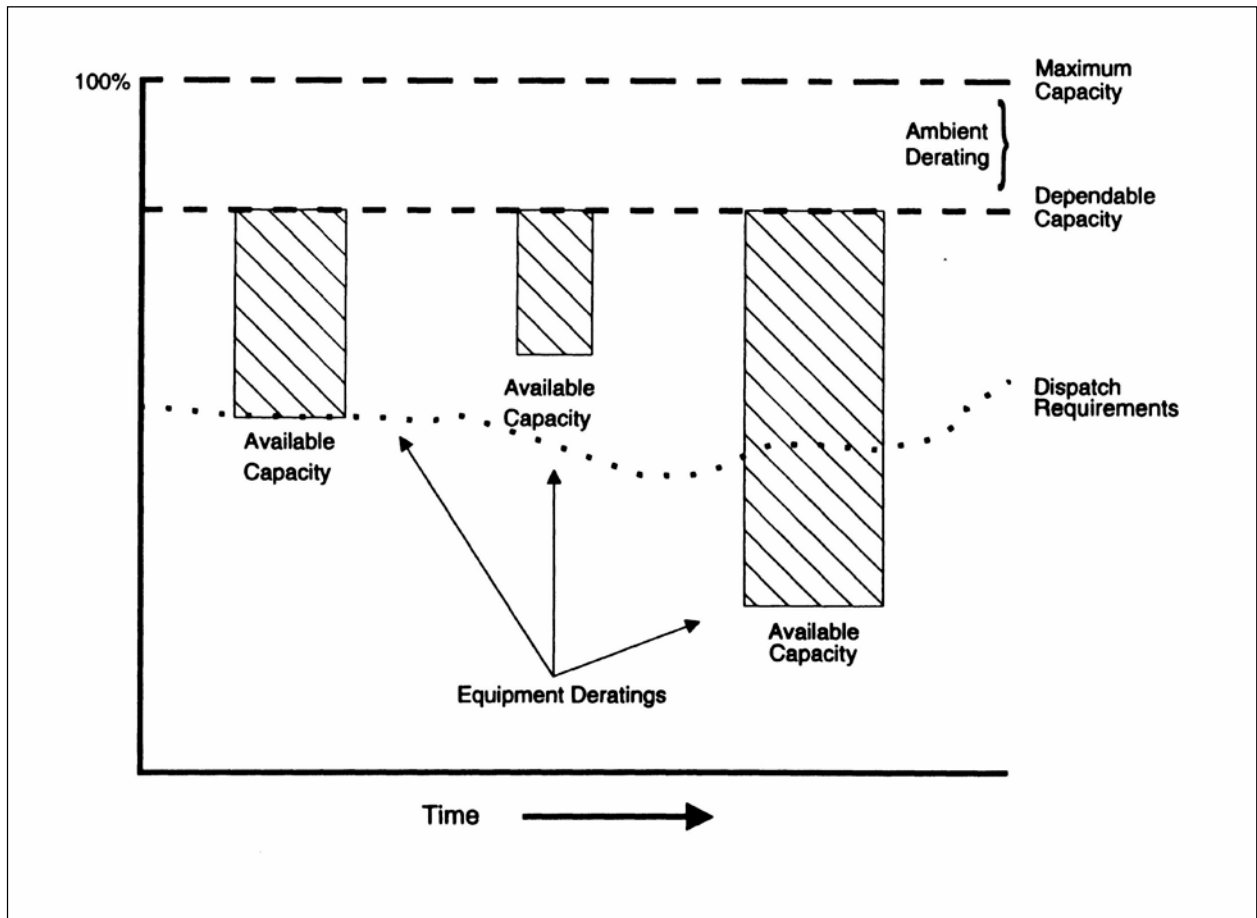 100%
Maximum
Capacity
Ambient
Derating
Dependable
Capacity
Available
Capacity
Dispatch
Requirements
Available
Capacity
Available
Capacity
Equipment Deratings
Time